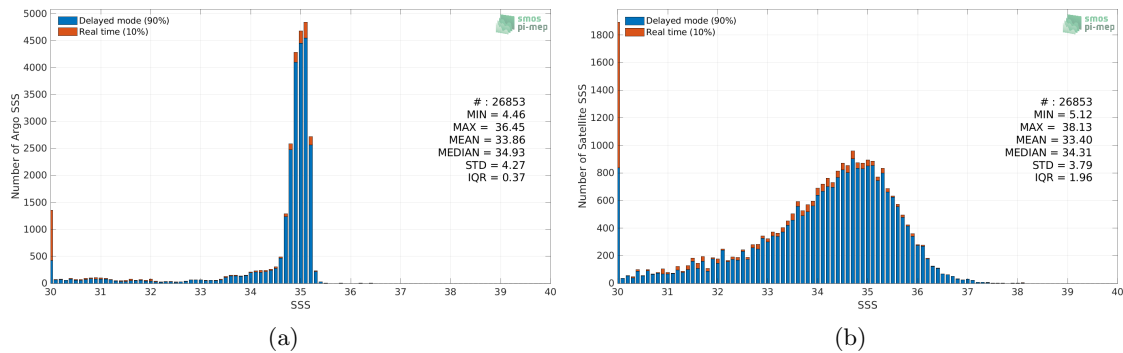 Delayed mode (90%)
Real time (10%)
smos
pi-mep
5000
4500
4000
3500
3000
2500
2000
1500
1000
500
0
Number of Argo SSS
# : 26853
MIN = 4.46
MAX = 36.45
MEAN = 33.86
MEDIAN = 34.93
STD = 4.27
IQR = 0.37
30 31 32 33 34 35 36 37 38 39 40
SSS
(a)
Delayed mode (90%)
Real time (10%)
smos
pi-mep
1800
1600
1400
1200
1000
800
600
400
200
0
Number of Satellite SSS
# : 26853
MIN = 5.12
MAX = 38.13
MEAN = 33.40
MEDIAN = 34.31
STD = 3.79
IQR = 1.96
30 31 32 33 34 35 36 37 38 39 40
SSS
(b)